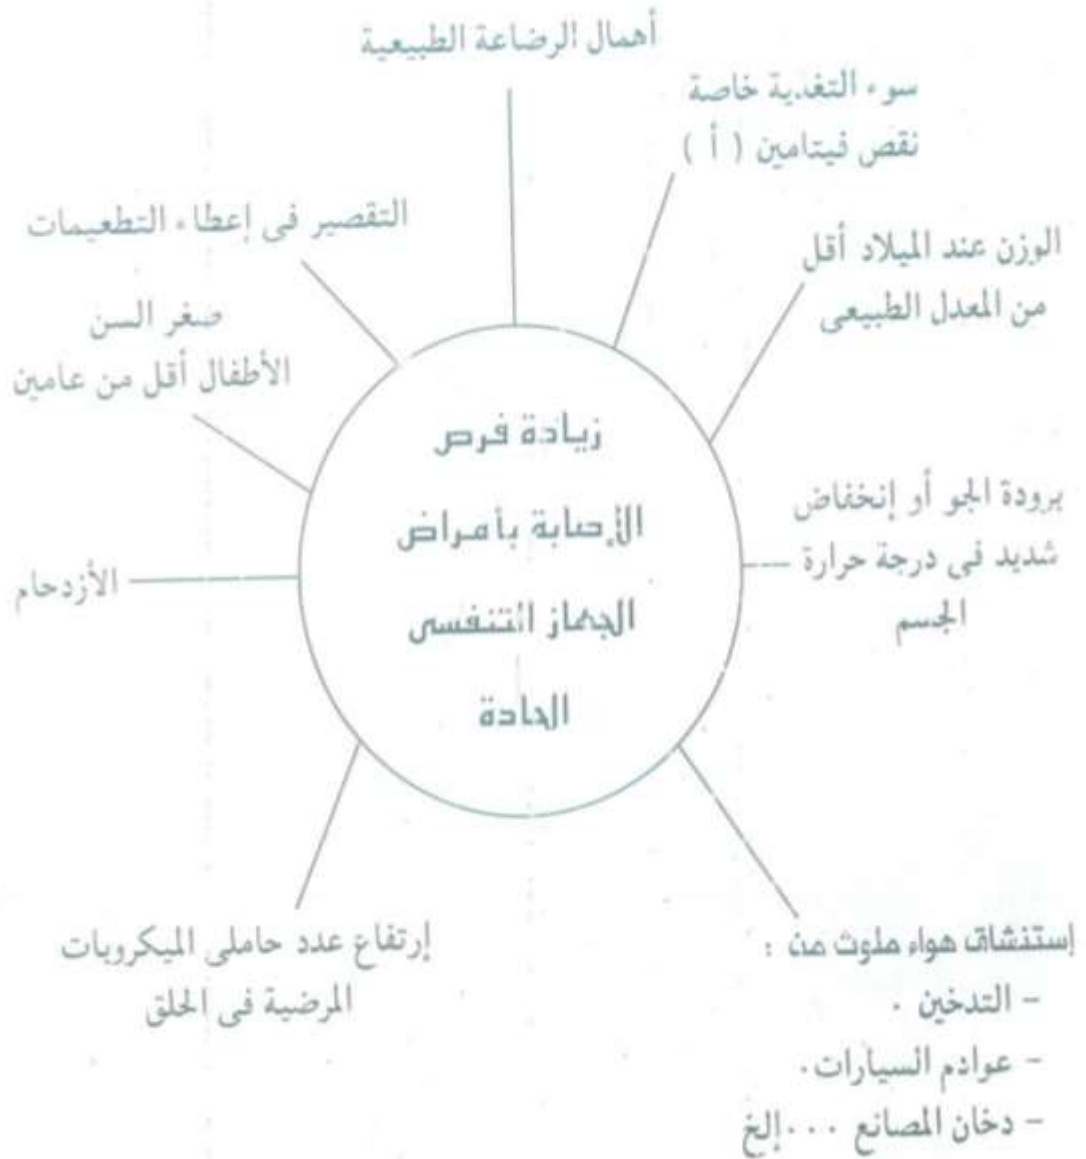 أهمال الرضاعة الطبيعية
سوء التغذية خاصة
نقص فيتامين ( أ )
الوزن عند الميلاد أقل
من المعدل الطبيعى
برودة الجو أو إنخفاض
شديد فى درجة حرارة
الجسم
إستنشاق هواء ملوث من :
- التدخين .
- عوادم السيارات .
- دخان المصانع ...إلخ
إرتفاع عدد حاملى الميكروبات
المرضية فى الحلق
الأزدحام
صغر السن
الأطفال أقل من عامين
التقصير فى إعطاء التطعيمات
زيادة فرص
الإصابة بأمراض
الجهاز التنفسى
الحادة